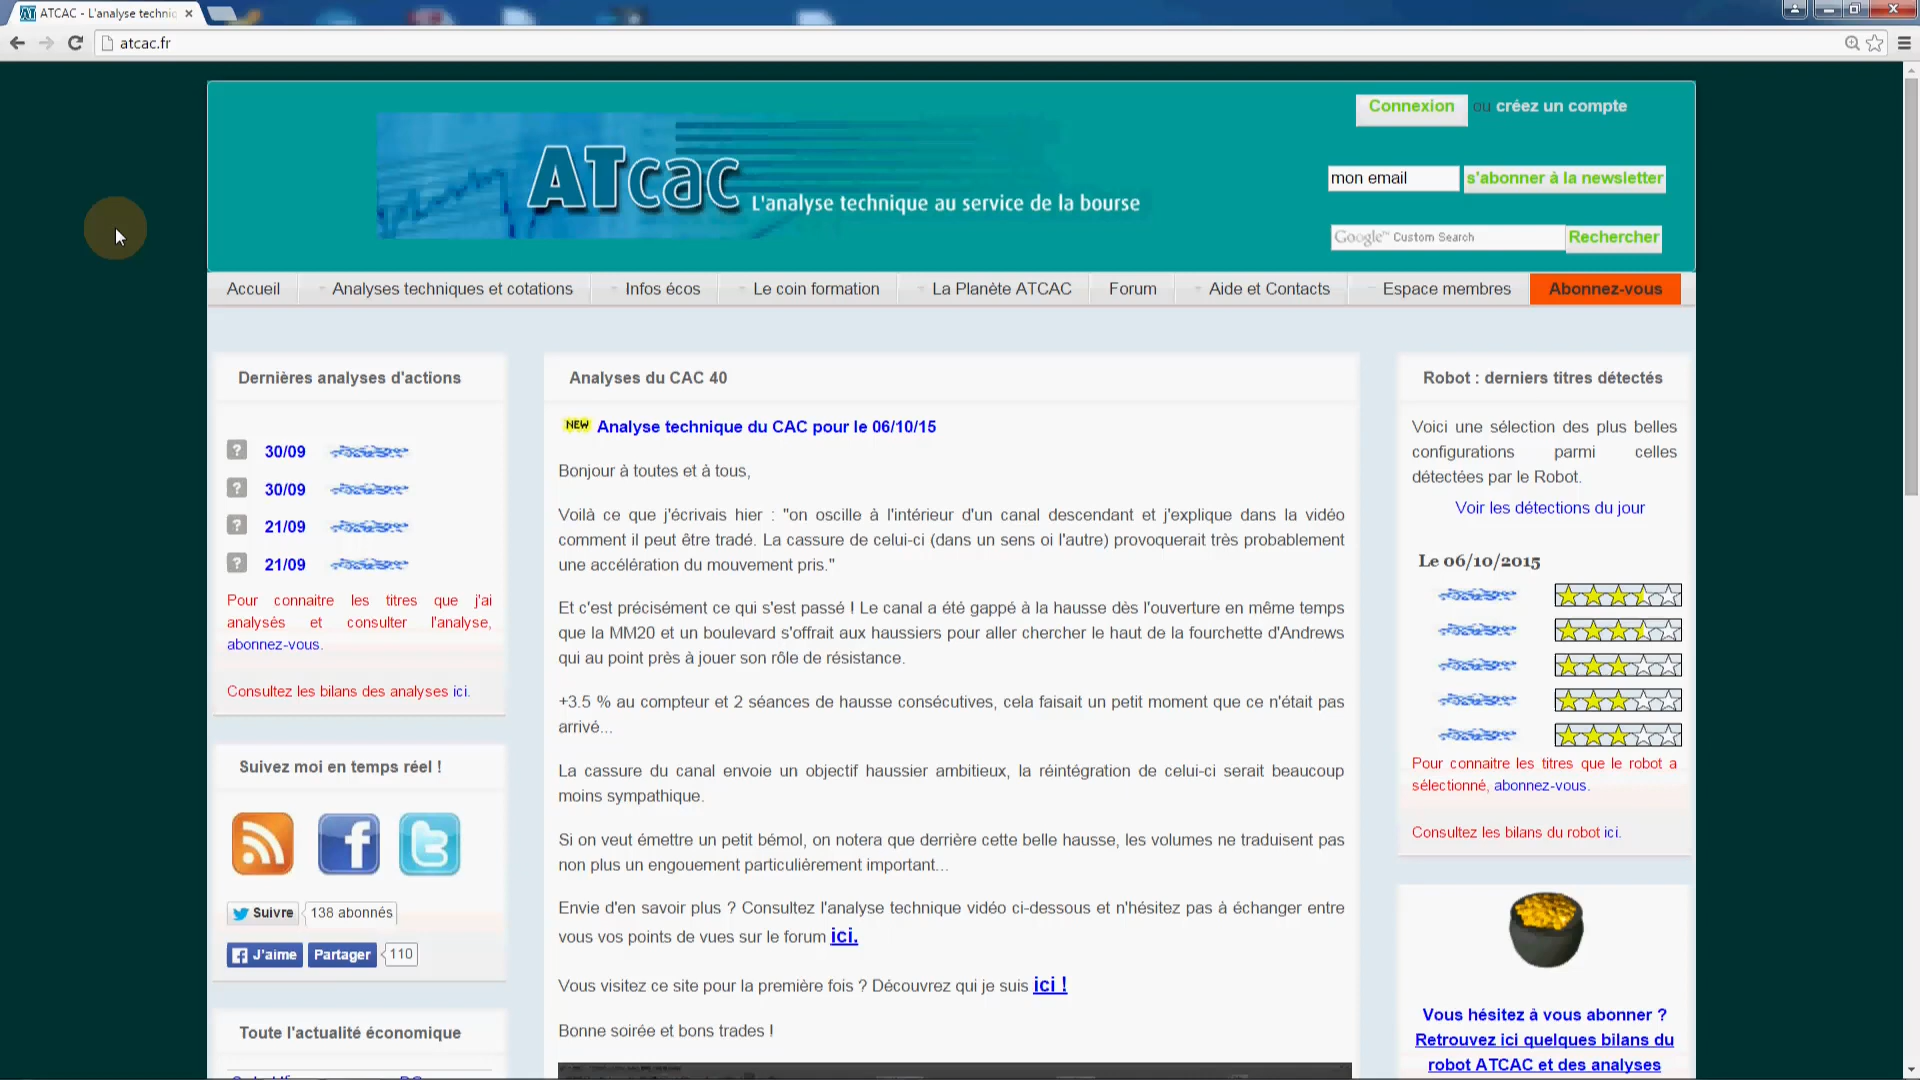 ATCAC - L'analyse technic
atcac.fr
ATcac
L'analyse technique au service de la bourse
Connexion ou créez un compte
mon email s'abonner à la newsletter
Google™ Custom Search Rechercher
Accueil Analyses techniques et cotations Infos écos Le coin formation La Planète ATCAC Forum Aide et Contacts Espace membres Abonnez-vous
Dernières analyses d'actions
? 30/09
? 30/09
? 21/09
? 21/09
Pour connaitre les titres que j'ai
analysés et consulter l'analyse,
abonnez-vous.
Consultez les bilans des analyses ici.
Suivez moi en temps réel !
Suivre 138 abonnés
J'aime Partager 110
Toute l'actualité économique
Analyses du CAC 40
NEW Analyse technique du CAC pour le 06/10/15
Bonjour à toutes et à tous,
Voilà ce que j'écrivais hier : "on oscille à l'intérieur d'un canal descendant et j'explique dans la vidéo
comment il peut être tradé. La cassure de celui-ci (dans un sens oi l'autre) provoquerait très probablement
une accélération du mouvement pris."
Et c'est précisément ce qui s'est passé ! Le canal a été gappé à la hausse dès l'ouverture en même temps
que la MM20 et un boulevard s'offrait aux haussiers pour aller chercher le haut de la fourchette d'Andrews
qui au point près à jouer son rôle de résistance.
+3.5 % au compteur et 2 séances de hausse consécutives, cela faisait un petit moment que ce n'était pas
arrivé...
La cassure du canal envoie un objectif haussier ambitieux, la réintégration de celui-ci serait beaucoup
moins sympathique.
Si on veut émettre un petit bémol, on notera que derrière cette belle hausse, les volumes ne traduisent pas
non plus un engouement particulièrement important...
Envie d'en savoir plus ? Consultez l'analyse technique vidéo ci-dessous et n'hésitez pas à échanger entre
vous vos points de vues sur le forum ici.
Vous visitez ce site pour la première fois ? Découvrez qui je suis ici !
Bonne soirée et bons trades !
Robot : derniers titres détectés
Voici une sélection des plus belles
configurations parmi celles
détectées par le Robot.
Voir les détections du jour
Le 06/10/2015
Pour connaitre les titres que le robot a
sélectionné, abonnez-vous.
Consultez les bilans du robot ici.
Vous hésitez à vous abonner ?
Retrouvez ici quelques bilans du
robot ATCAC et des analyses